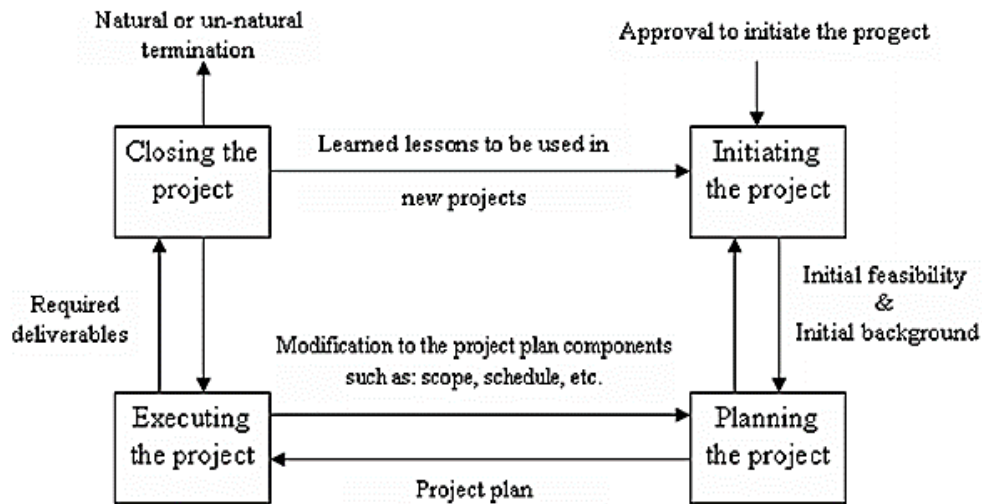 Natural or un-natural
termination
Approval to initiate the progect
Closing the
project
Learned lessons to be used in
new projects
Initiating
the project
Required
deliverables
Initial feasibility
&
Initial background
Modification to the project plan components
such as: scope, schedule, etc.
Executing
the project
Planning
the project
Project plan